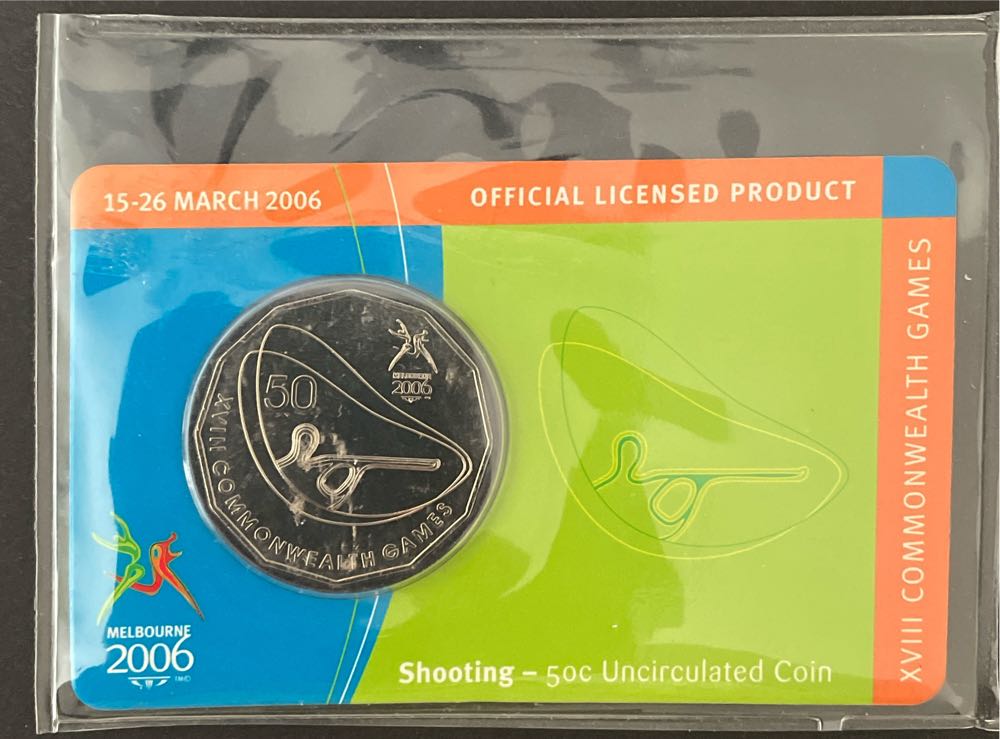 15-26 MARCH 2006
OFFICIAL LICENSED PRODUCT
XVIII COMMONWEALTH GAMES
50
MELBOURNE
2006
XVIII COMMONWEALTH GAMES
MELBOURNE
2006
Shooting – 50c Uncirculated Coin